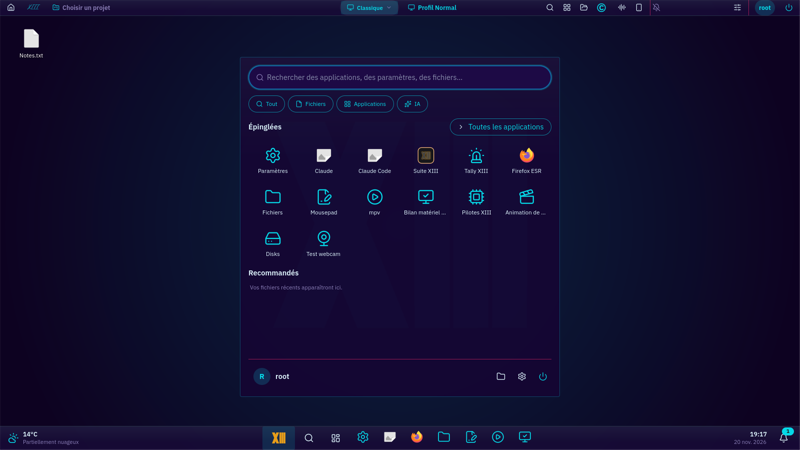 XIII
Choisir un projet
Classique
Profil Normal
root
Notes.txt
Rechercher des applications, des paramètres, des fichiers...
Tout
Fichiers
Applications
IA
Épinglées
Toutes les applications
Paramètres
Claude
Claude Code
Suite XIII
Tally XIII
Firefox ESR
Fichiers
Mousepad
mpv
Bilan matériel ...
Pilotes XIII
Animation de ...
Disks
Test webcam
Recommandés
Vos fichiers récents apparaîtront ici.
R
root
14°C
Partiellement nuageux
XIII
19:17
20 nov. 2026
1